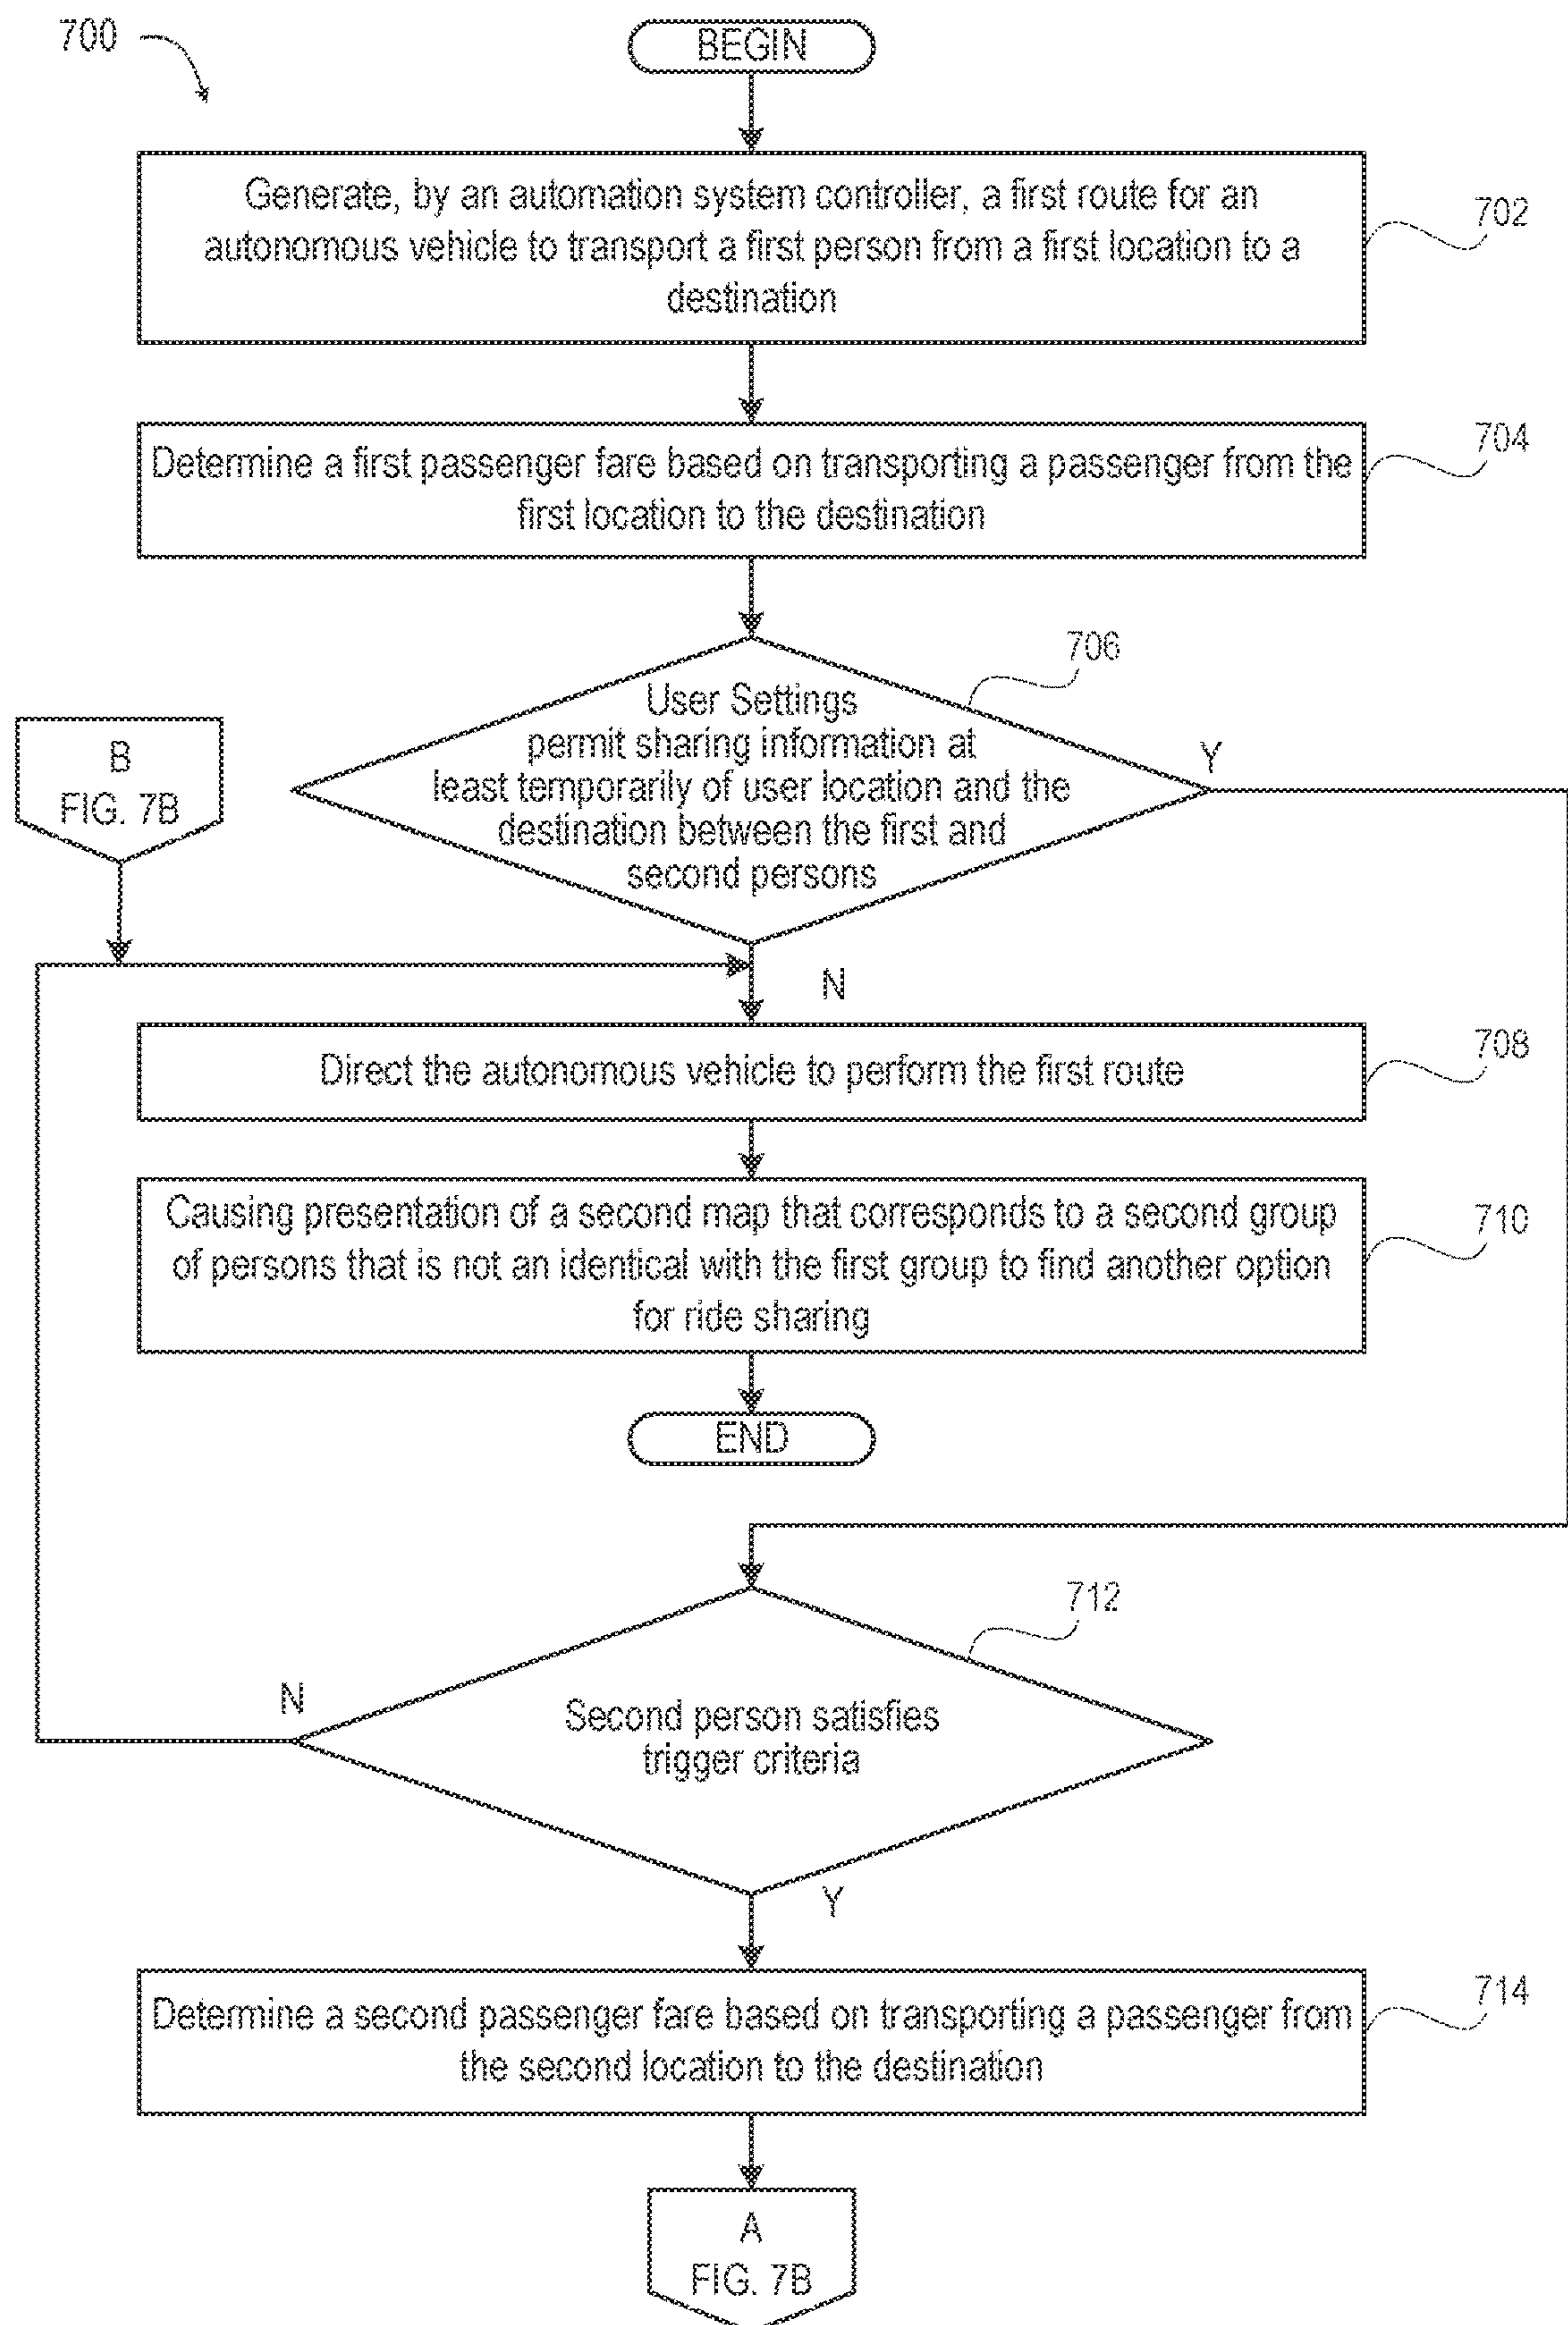 700
BEGIN
Generate, by an automation system controller, a first route for an
autonomous vehicle to transport a first person from a first location to a
destination
702
Determine a first passenger fare based on transporting a passenger from the
first location to the destination
704
706
User Settings
permit sharing information at
least temporarily of user location and the
destination between the first and
second persons
Y
B
FIG. 7B
N
Direct the autonomous vehicle to perform the first route
708
Causing presentation of a second map that corresponds to a second group
of persons that is not an identical with the first group to find another option
for ride sharing
710
END
712
N
Second person satisfies
trigger criteria
Y
Determine a second passenger fare based on transporting a passenger from
the second location to the destination
714
A
FIG. 7B